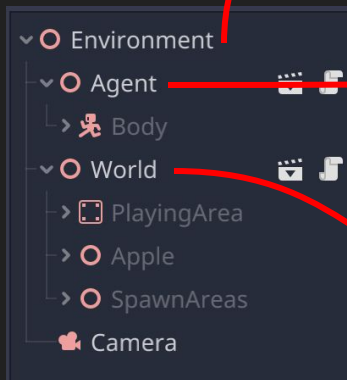 Environment
Agent
Body
World
PlayingArea
Apple
SpawnAreas
Camera